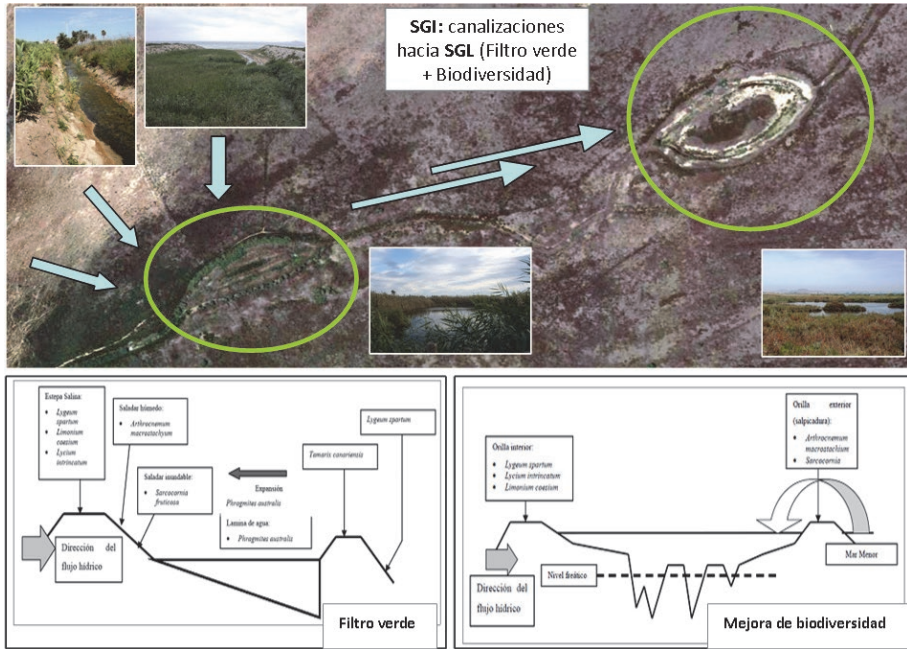 SGI: canalizaciones
hacia SGL (Filtro verde
+ Biodiversidad)
Estepa Salina:
• Lygeum
spartum
• Limonium
coesium
• Lycium
intrincatum
Saladar húmedo:
• Arthrocnemum
macrostachyum
Saladar inundable:
• Sarcocornia
fruticosa
Expansión
Phragmites australis
Lamina de agua:
• Phragmites australis
Tamaris canariensis
Lygeum spartum
Dirección del
flujo hídrico
Filtro verde
Orilla interior:
• Lygeum spartum
• Lycium intrincatum
• Limonium coesium
Orilla exterior
(salpicadura):
• Arthrocnemum
macrostachium
• Sarcocornia
Mar Menor
Nivel freático
Dirección del
flujo hídrico
Mejora de biodiversidad